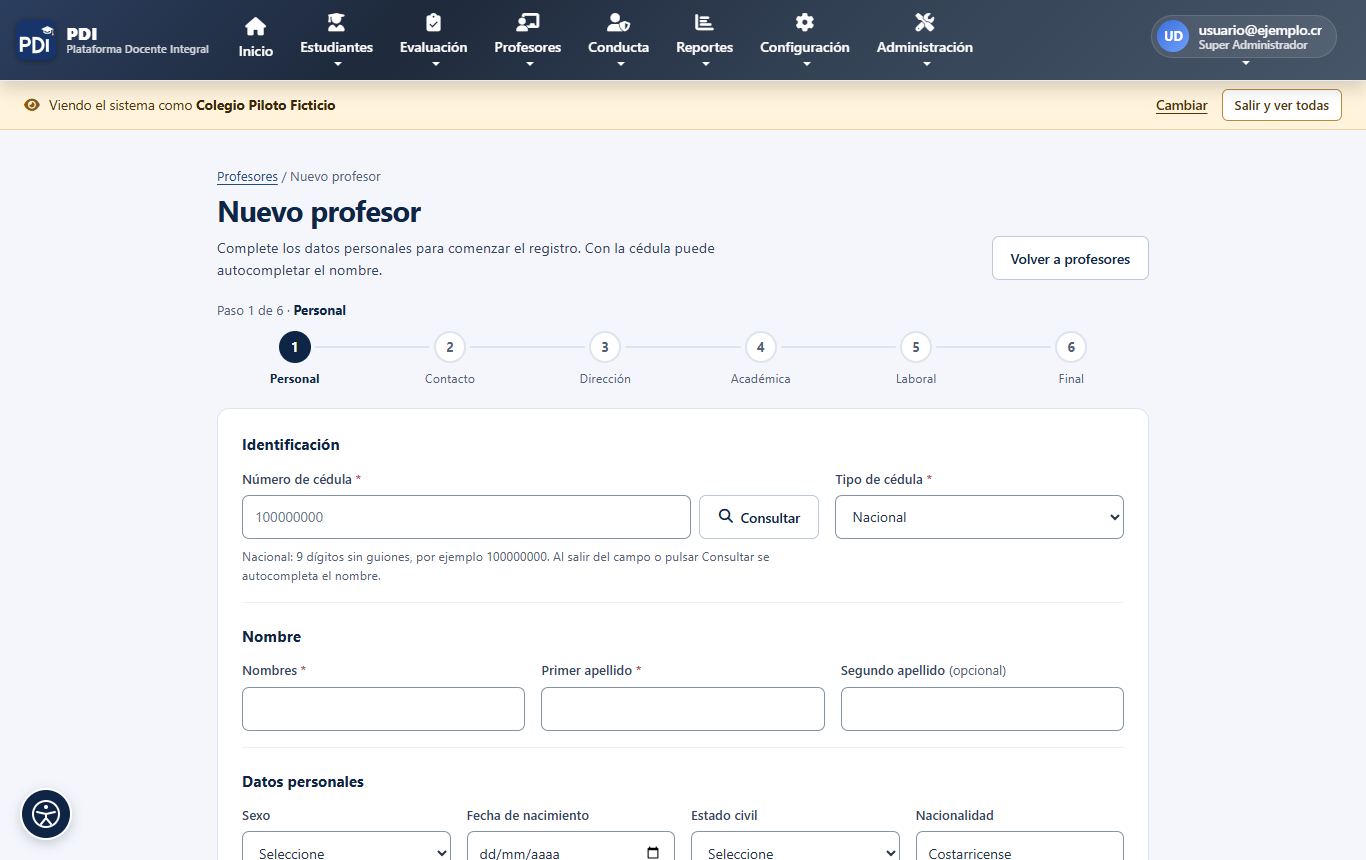 PDI
PDI
Plataforma Docente Integral
Inicio
Estudiantes
Evaluación
Profesores
Conducta
Reportes
Configuración
Administración
UD
usuario@ejemplo.cr
Super Administrador
Viendo el sistema como Colegio Piloto Ficticio
Cambiar
Salir y ver todas
Profesores / Nuevo profesor
Nuevo profesor
Complete los datos personales para comenzar el registro. Con la cédula puede
autocompletar el nombre.
Volver a profesores
Paso 1 de 6 · Personal
1
2
3
4
5
6
Personal
Contacto
Dirección
Académica
Laboral
Final
Identificación
Número de cédula *
Tipo de cédula *
100000000
Consultar
Nacional
Nacional: 9 dígitos sin guiones, por ejemplo 100000000. Al salir del campo o pulsar Consultar se
autocompleta el nombre.
Nombre
Nombres *
Primer apellido *
Segundo apellido (opcional)
Datos personales
Sexo
Fecha de nacimiento
Estado civil
Nacionalidad
Seleccione
dd/mm/aaaa
Seleccione
Costarricense